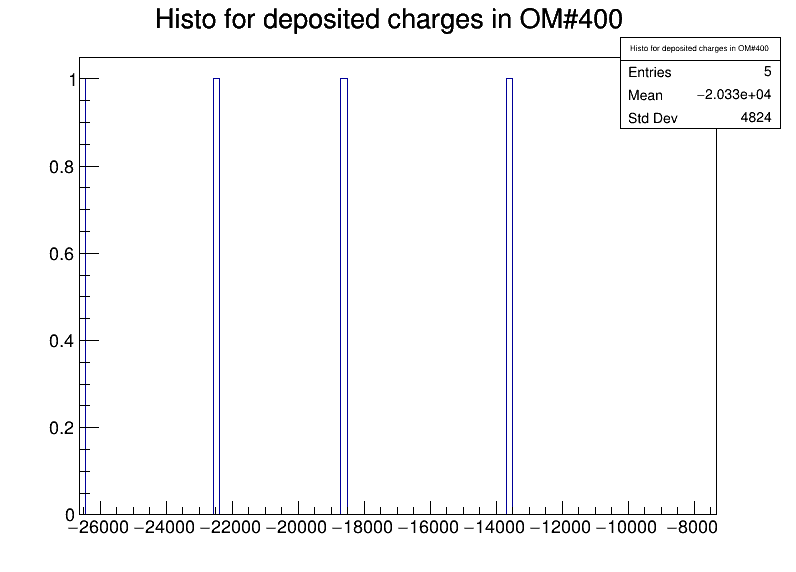 Histo for deposited charges in OM#400
Histo for deposited charges in OM#400
Entries 5
Mean −2.033e+04
Std Dev 4824
1
0.8
0.6
0.4
0.2
0
−26000 −24000 −22000 −20000 −18000 −16000 −14000 −12000 −10000 −8000